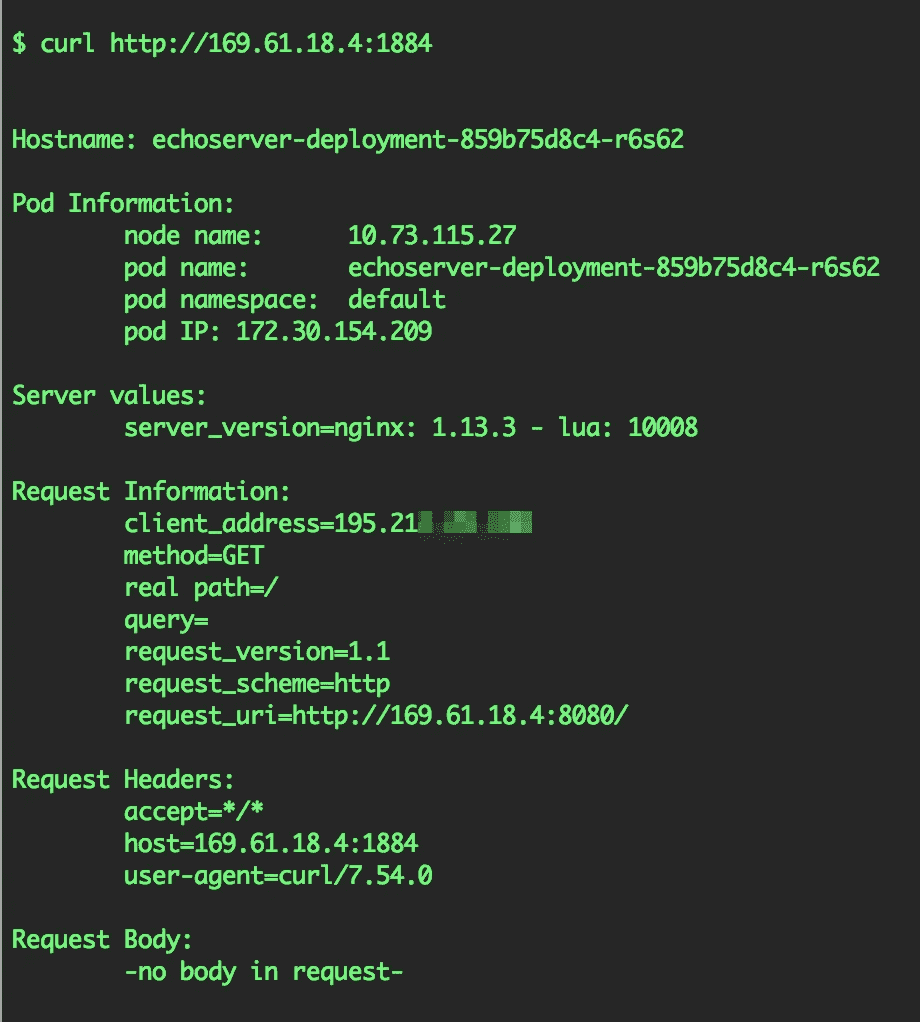 $ curl http://169.61.18.4:1884
Hostname: echoserver-deployment-859b75d8c4-r6s62
Pod Information:
node name: 10.73.115.27
pod name: echoserver-deployment-859b75d8c4-r6s62
pod namespace: default
pod IP: 172.30.154.209
Server values:
server_version=nginx: 1.13.3 - lua: 10008
Request Information:
client_address=195.21
method=GET
real path=/
query=
request_version=1.1
request_scheme=http
request_uri=http://169.61.18.4:8080/
Request Headers:
accept=*/*
host=169.61.18.4:1884
user-agent=curl/7.54.0
Request Body:
-no body in request-